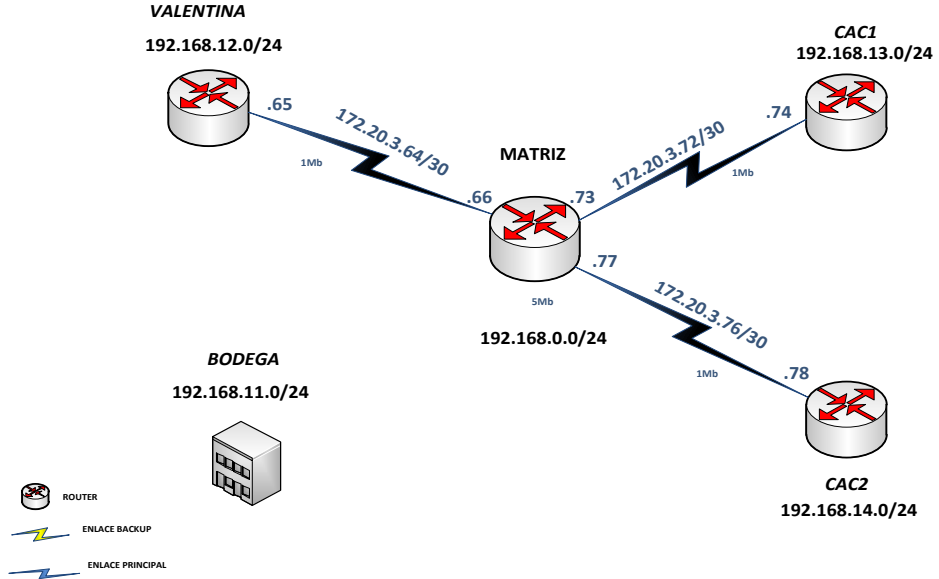 VALENTINA
192.168.12.0/24
CAC1
192.168.13.0/24
.65
172.20.3.64/30
1Mb
.66
MATRIZ
.73
172.20.3.72/30
1Mb
.74
.77
5Mb
192.168.0.0/24
172.20.3.76/30
1Mb
.78
BODEGA
192.168.11.0/24
CAC2
192.168.14.0/24
ROUTER
ENLACE BACKUP
ENLACE PRINCIPAL